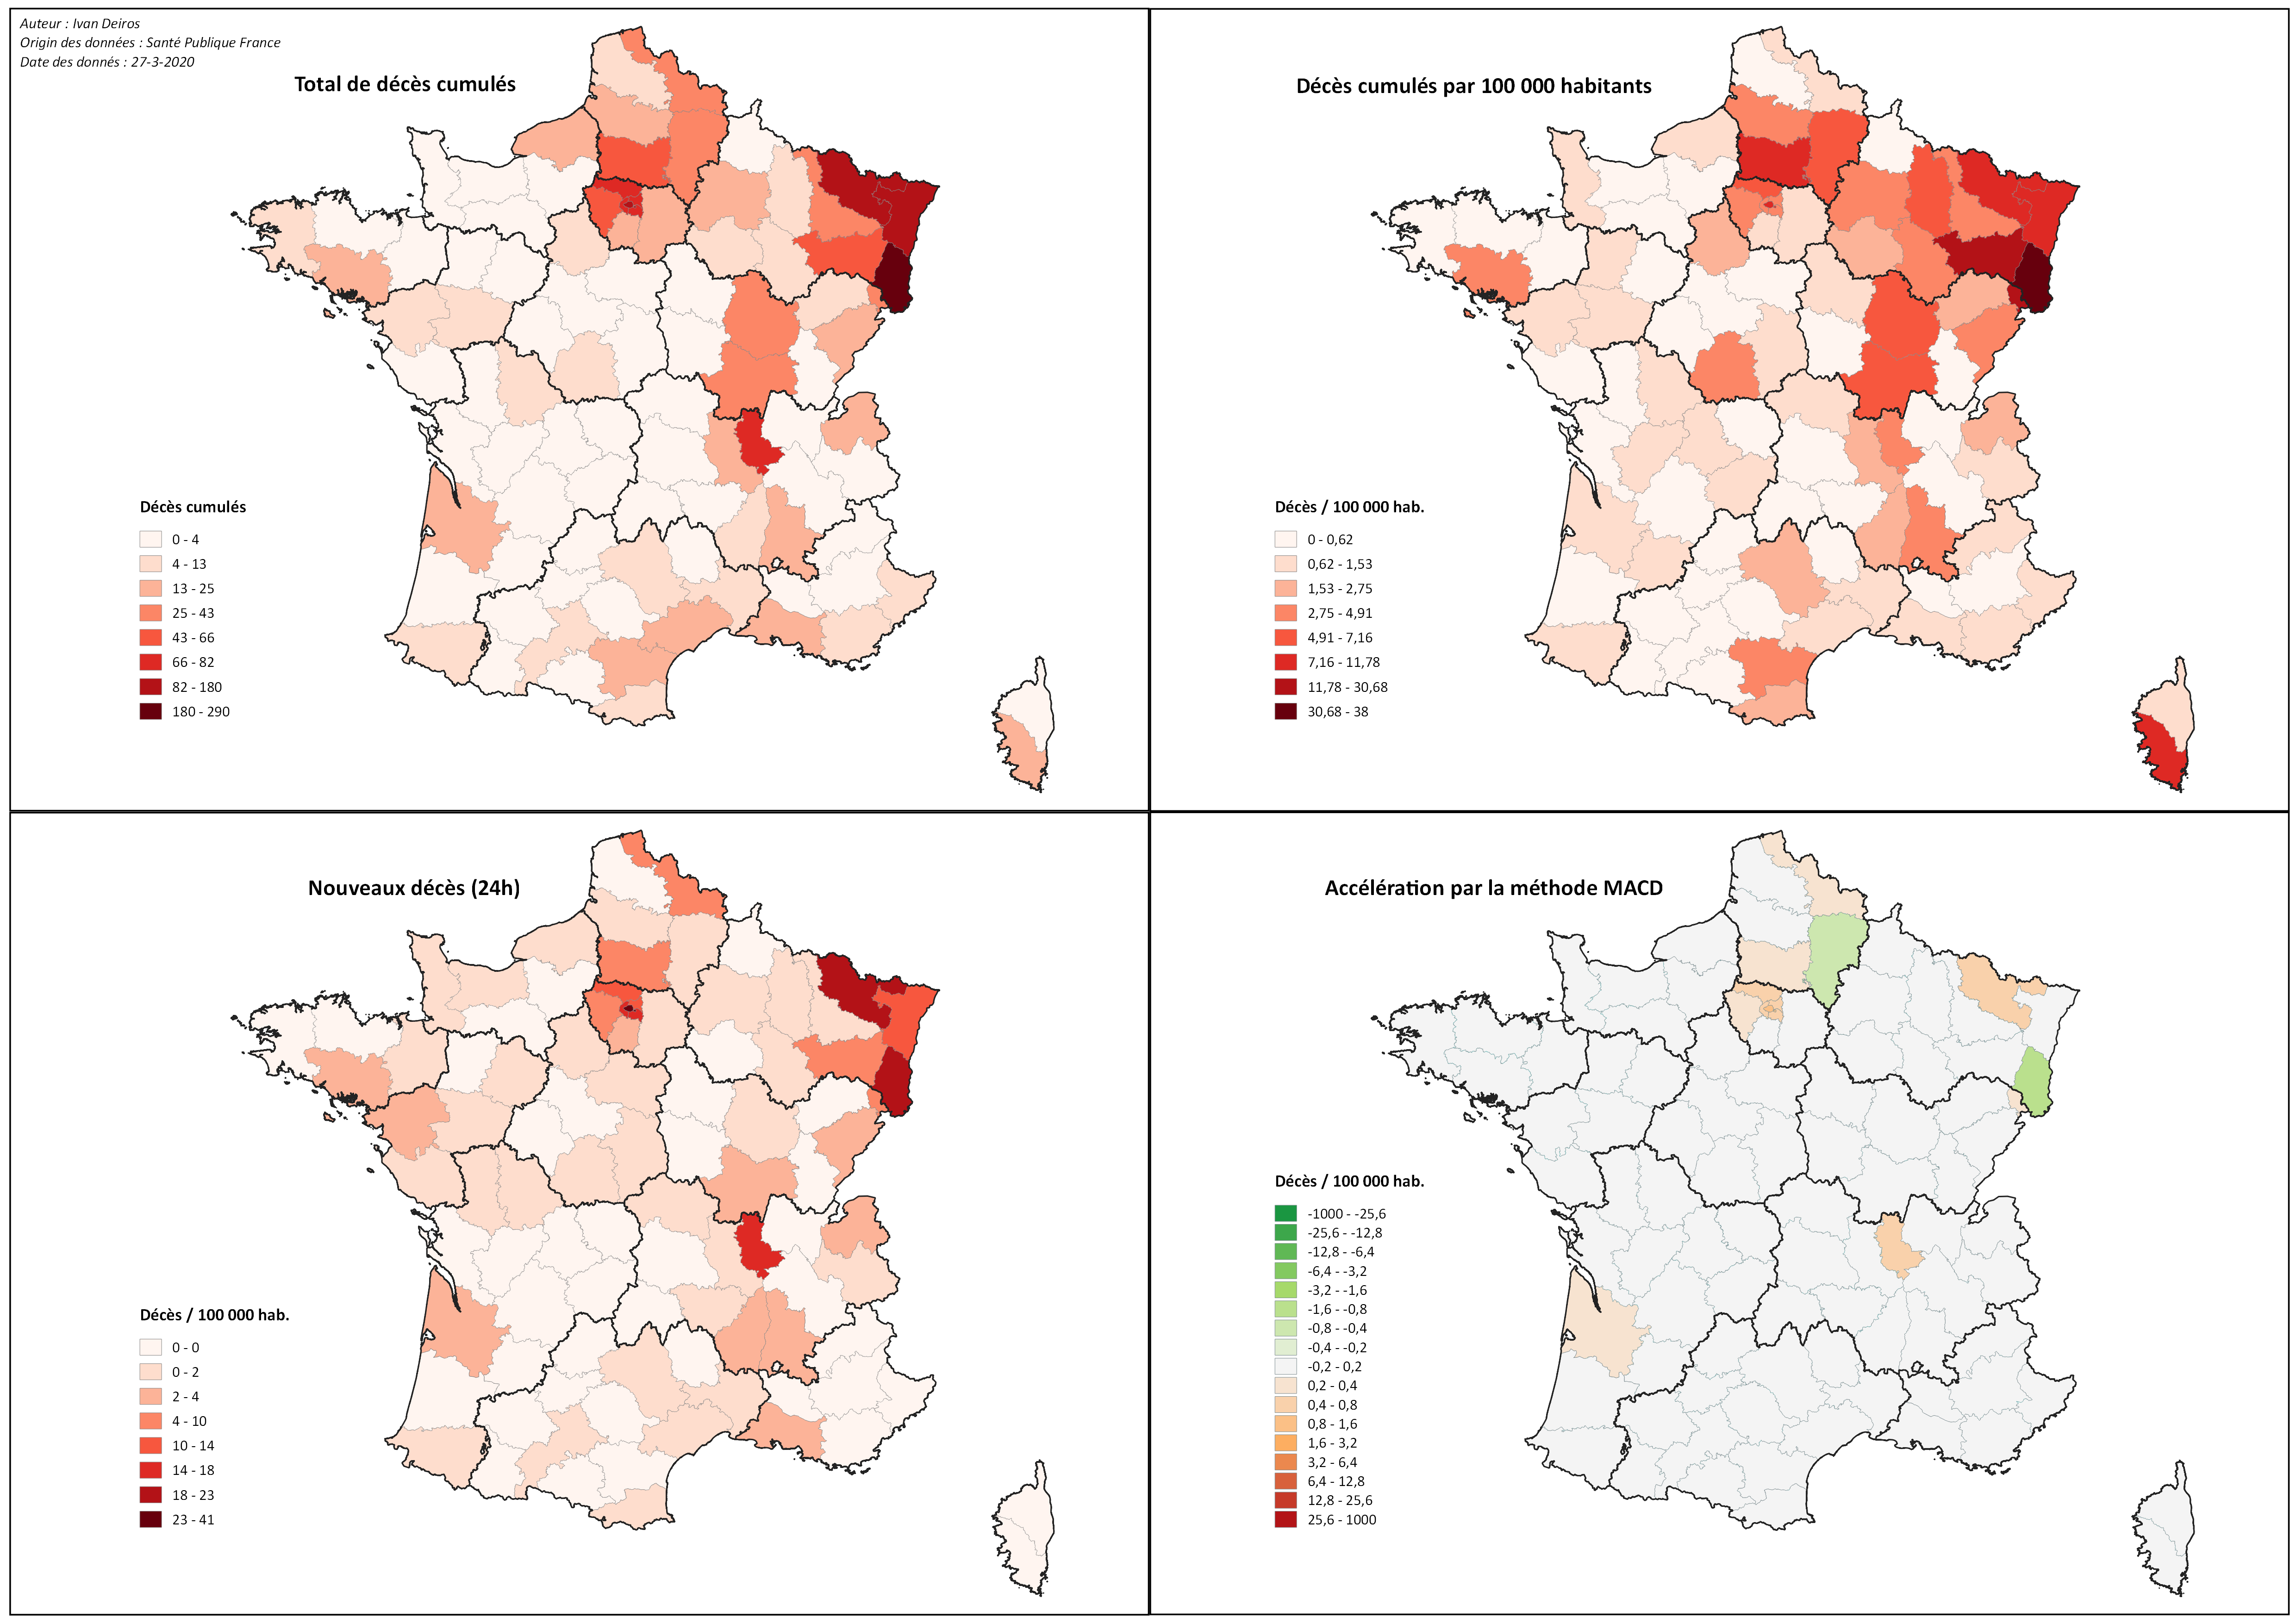 Auteur : Ivan Deiros
Origin des données : Santé Publique France
Date des donnés : 27-3-2020
Total de décès cumulés
Décès cumulés
0 - 4
4 - 13
13 - 25
25 - 43
43 - 66
66 - 82
82 - 180
180 - 290
Décès cumulés par 100 000 habitants
Décès / 100 000 hab.
0 - 0,62
0,62 - 1,53
1,53 - 2,75
2,75 - 4,91
4,91 - 7,16
7,16 - 11,78
11,78 - 30,68
30,68 - 38
Nouveaux décès (24h)
Décès / 100 000 hab.
0 - 0
0 - 2
2 - 4
4 - 10
10 - 14
14 - 18
18 - 23
23 - 41
Accélération par la méthode MACD
Décès / 100 000 hab.
-1000 - -25,6
-25,6 - -12,8
-12,8 - -6,4
-6,4 - -3,2
-3,2 - -1,6
-1,6 - -0,8
-0,8 - -0,4
-0,4 - -0,2
-0,2 - 0,2
0,2 - 0,4
0,4 - 0,8
0,8 - 1,6
1,6 - 3,2
3,2 - 6,4
6,4 - 12,8
12,8 - 25,6
25,6 - 1000